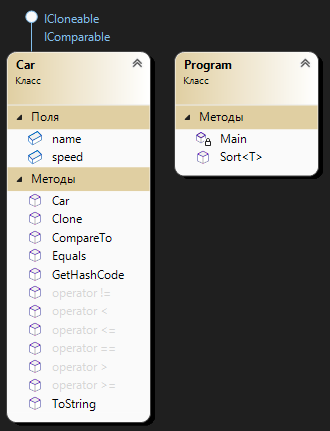 ICloneable
IComparable
Car
Класс
Поля
name
speed
Методы
Car
Clone
CompareTo
Equals
GetHashCode
operator !=
operator <
operator <=
operator ==
operator >
operator >=
ToString
Program
Класс
Методы
Main
Sort<T>